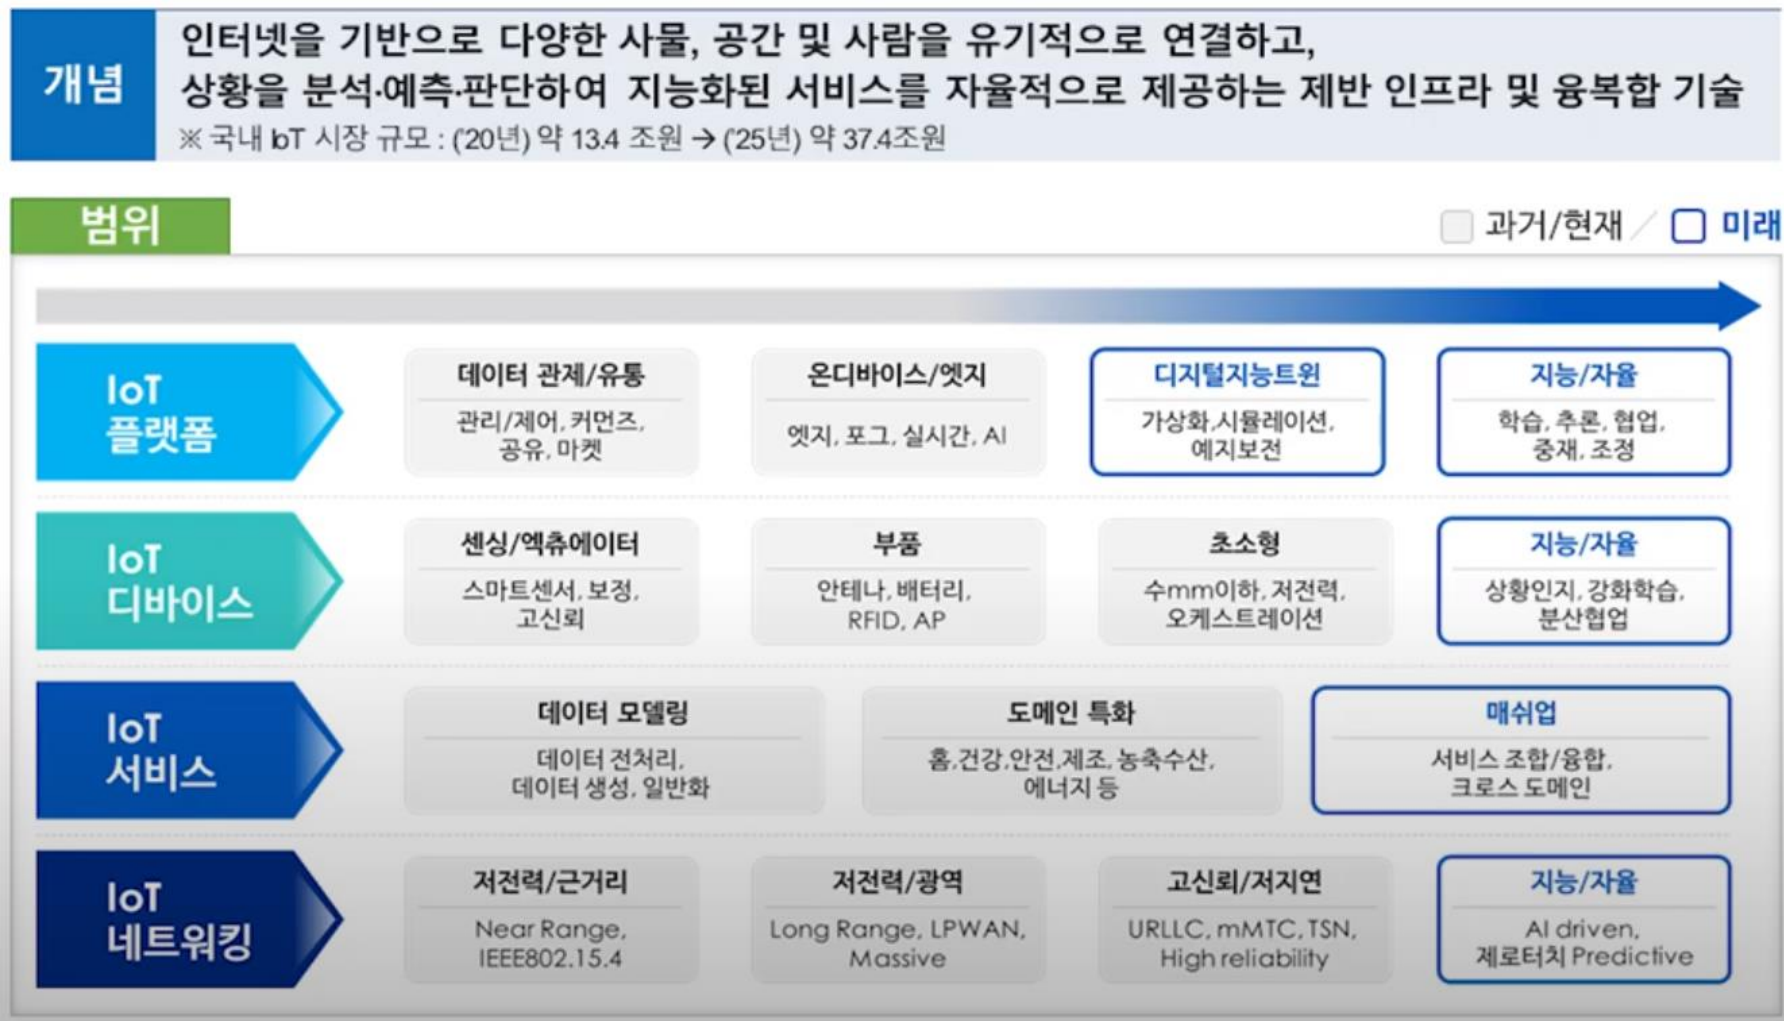 개념
인터넷을 기반으로 다양한 사물, 공간 및 사람을 유기적으로 연결하고,
상황을 분석·예측·판단하여 지능화된 서비스를 자율적으로 제공하는 제반 인프라 및 융복합 기술
※ 국내 IoT 시장 규모 : ('20년) 약 13.4 조원 → ('25년) 약 37.4조원
범위
과거/현재 / 미래
IoT
플랫폼
데이터 관제/유통
관리/제어, 커먼즈,
공유, 마켓
온디바이스/엣지
엣지, 포그, 실시간, AI
디지털지능트윈
가상화,시뮬레이션,
예지보전
지능/자율
학습, 추론, 협업,
중재, 조정
IoT
디바이스
센싱/엑츄에이터
스마트센서, 보정,
고신뢰
부품
안테나, 배터리,
RFID, AP
초소형
수mm이하, 저전력,
오케스트레이션
지능/자율
상황인지, 강화학습,
분산협업
IoT
서비스
데이터 모델링
데이터 전처리,
데이터 생성, 일반화
도메인 특화
홈,건강,안전,제조, 농축수산,
에너지 등
매쉬업
서비스 조합/융합,
크로스 도메인
IoT
네트워킹
저전력/근거리
Near Range,
IEEE802.15.4
저전력/광역
Long Range, LPWAN,
Massive
고신뢰/저지연
URLLC, mMTC, TSN,
High reliability
지능/자율
AI driven,
제로터치 Predictive